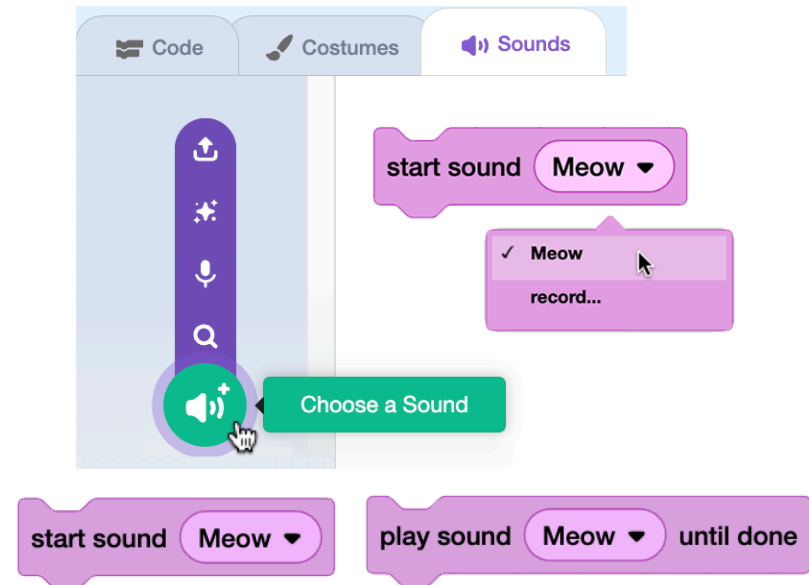 Code
Costumes
Sounds
start sound Meow
✓ Meow
record...
Choose a Sound
start sound Meow
play sound Meow until done